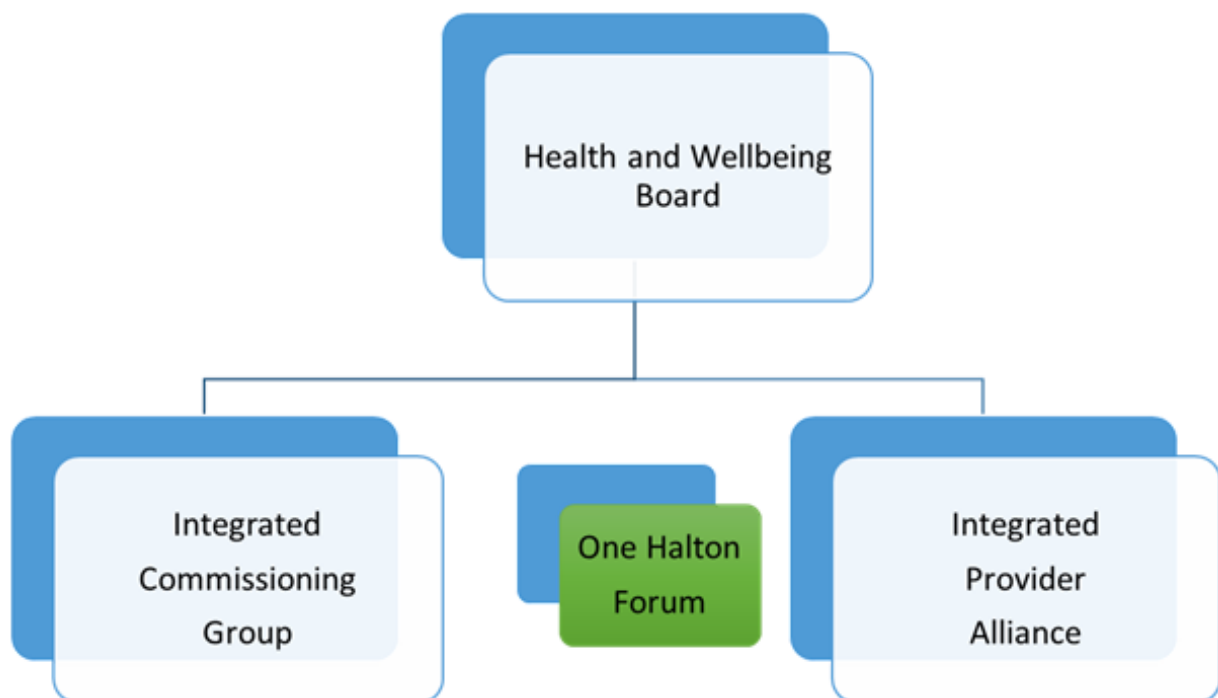 Health and Wellbeing
Board
Integrated
Commissioning
Group
One Halton
Forum
Integrated
Provider
Alliance